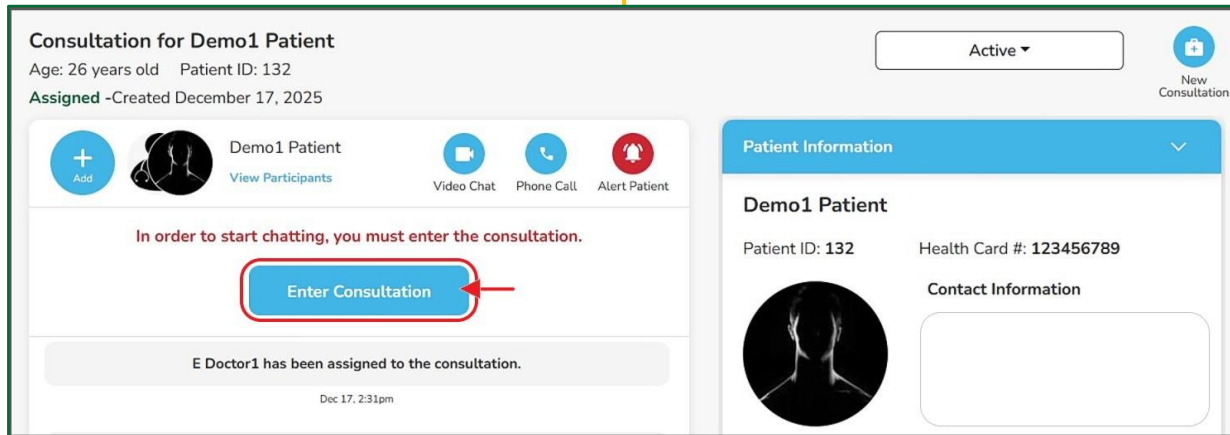 Consultation for Demo1 Patient
Age: 26 years old Patient ID: 132
Assigned -Created December 17, 2025
Active
New
Consultation
Add
Demo1 Patient
View Participants
Video Chat
Phone Call
Alert Patient
In order to start chatting, you must enter the consultation.
Enter Consultation
E Doctor1 has been assigned to the consultation.
Dec 17, 2:31pm
Patient Information
Demo1 Patient
Patient ID: 132 Health Card #: 123456789
Contact Information